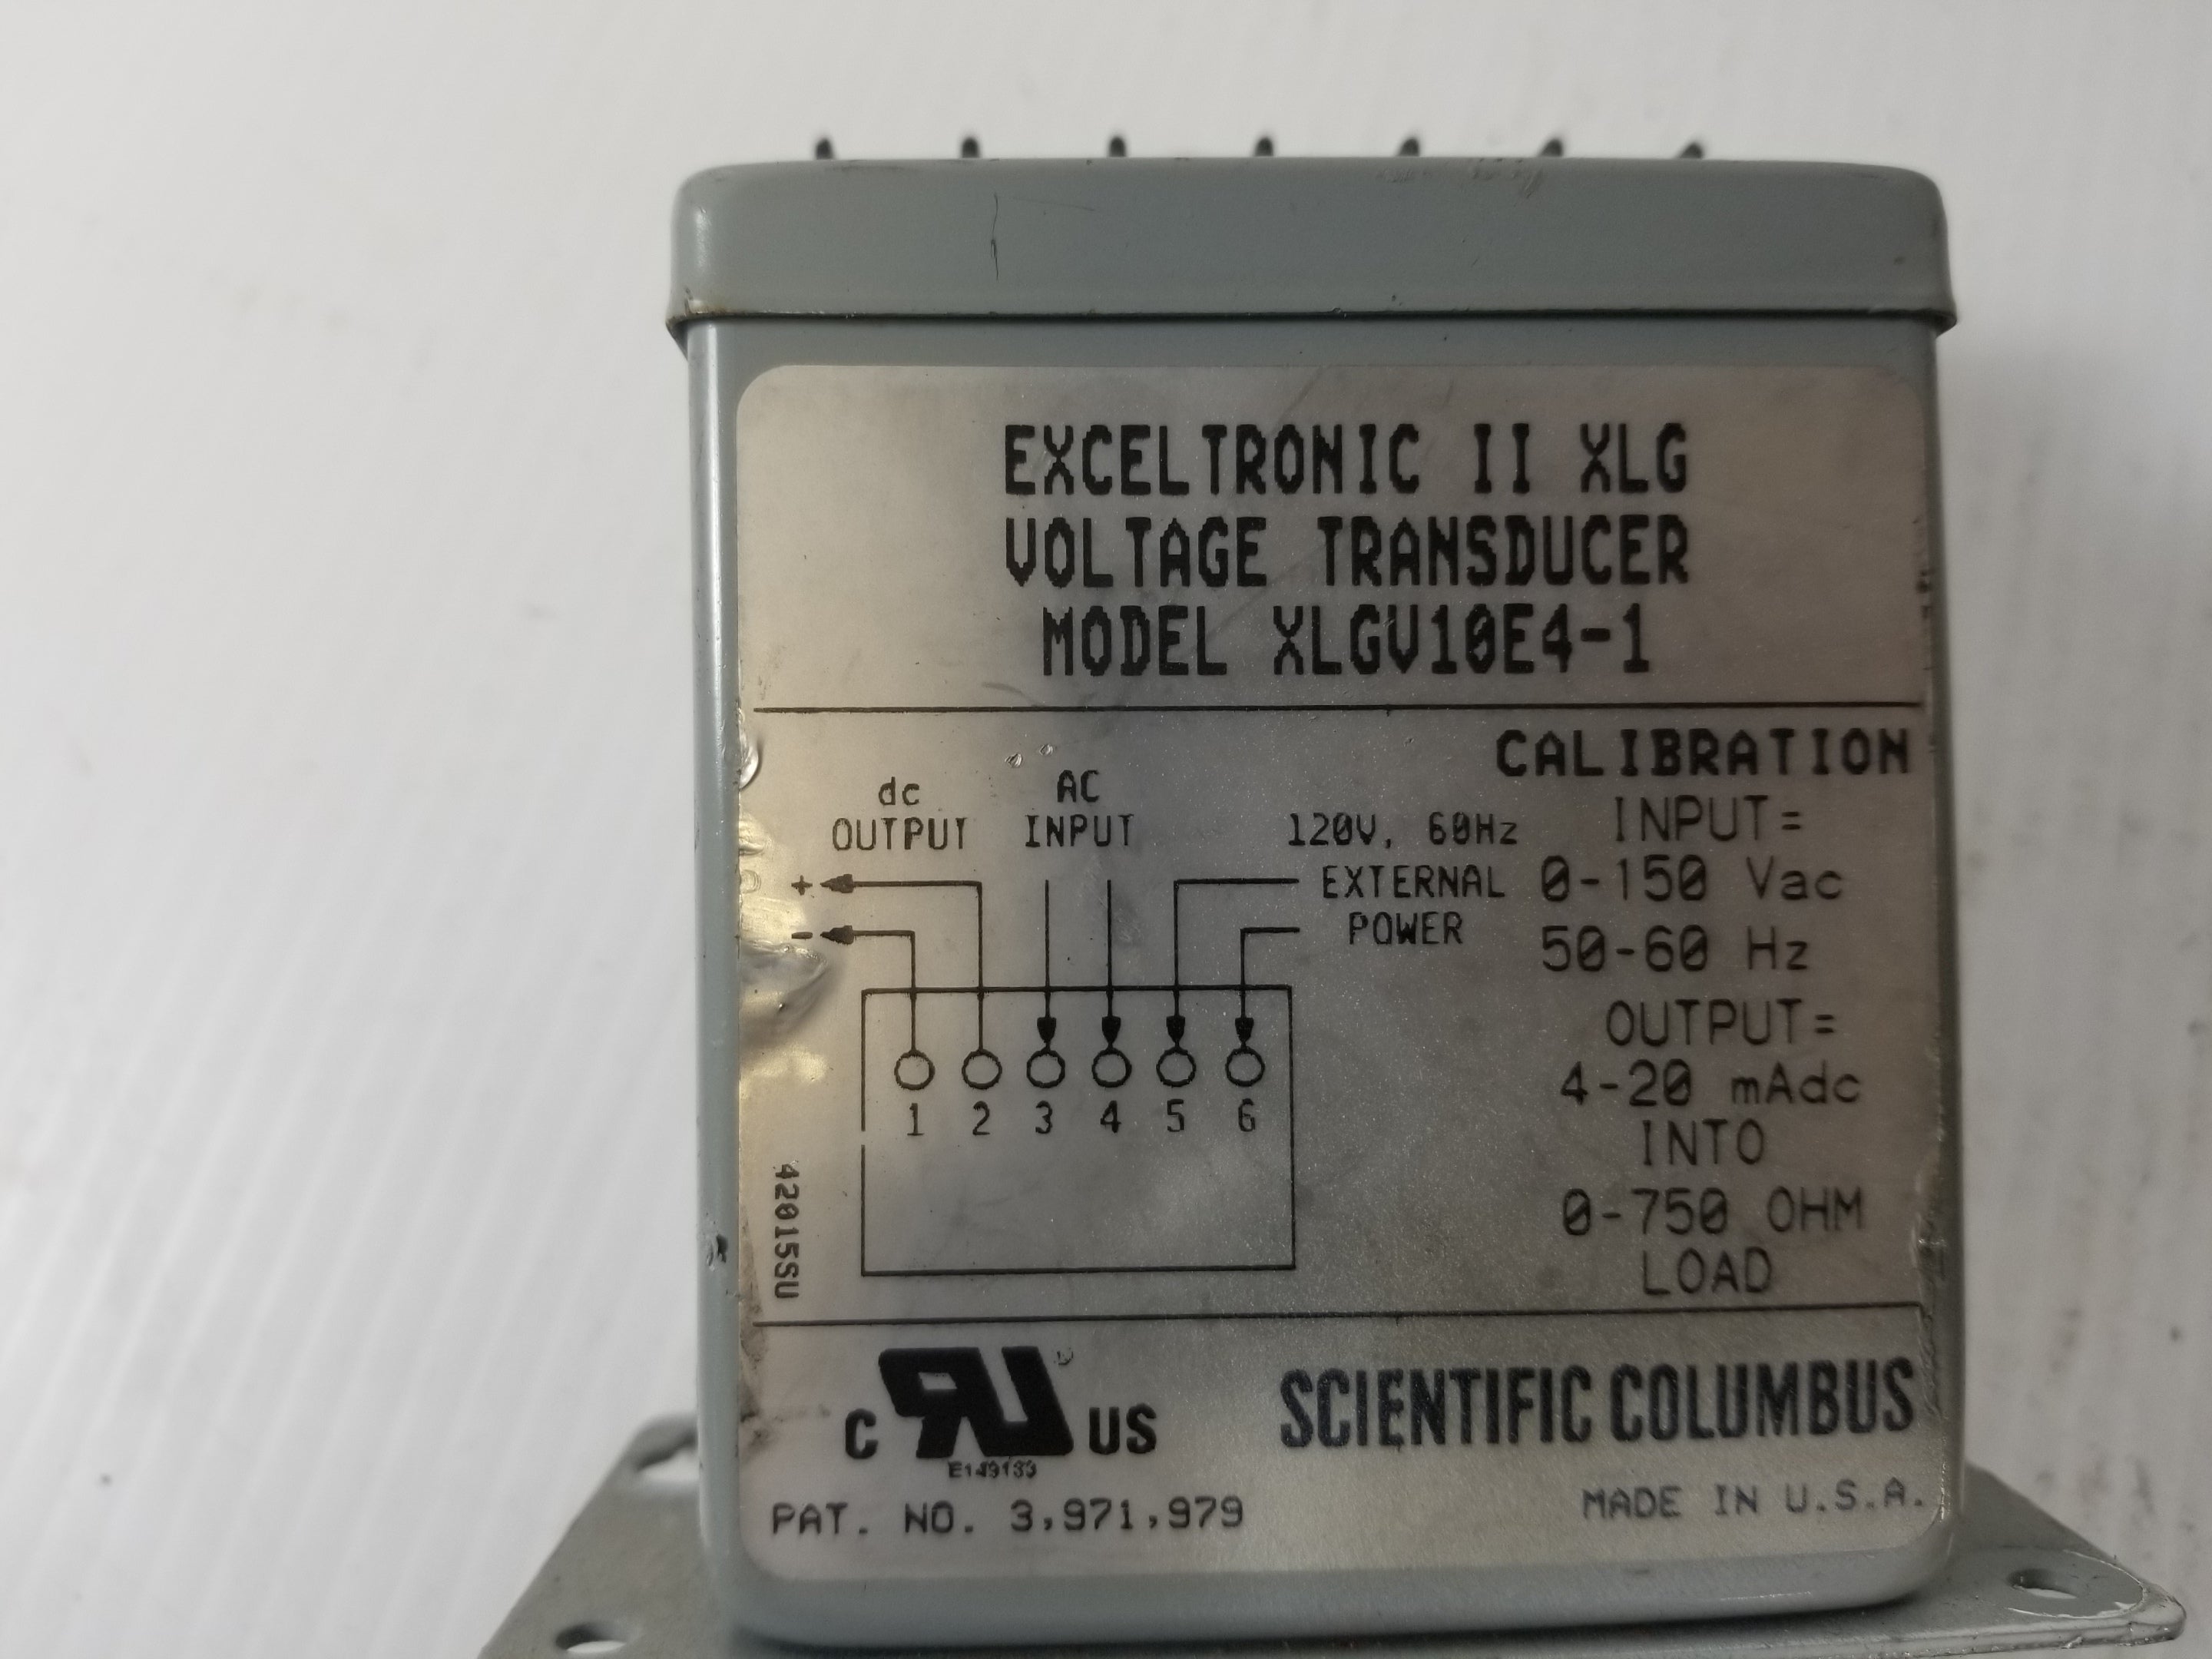 EXCELTRONIC II XLG
VOLTAGE TRANSDUCER
MODEL XLGV10E4-1
CALIBRATION
dc
OUTPUT
AC
INPUT
120V, 60Hz
EXTERNAL
POWER
INPUT=
0-150 Vac
50-60 Hz
OUTPUT=
4-20 mAdc
INTO
0-750 OHM
LOAD
+
-
1 2 3 4 5 6
42015SU
C RU US
E149139
PAT. NO. 3,971,979
SCIENTIFIC COLUMBUS
MADE IN U.S.A.